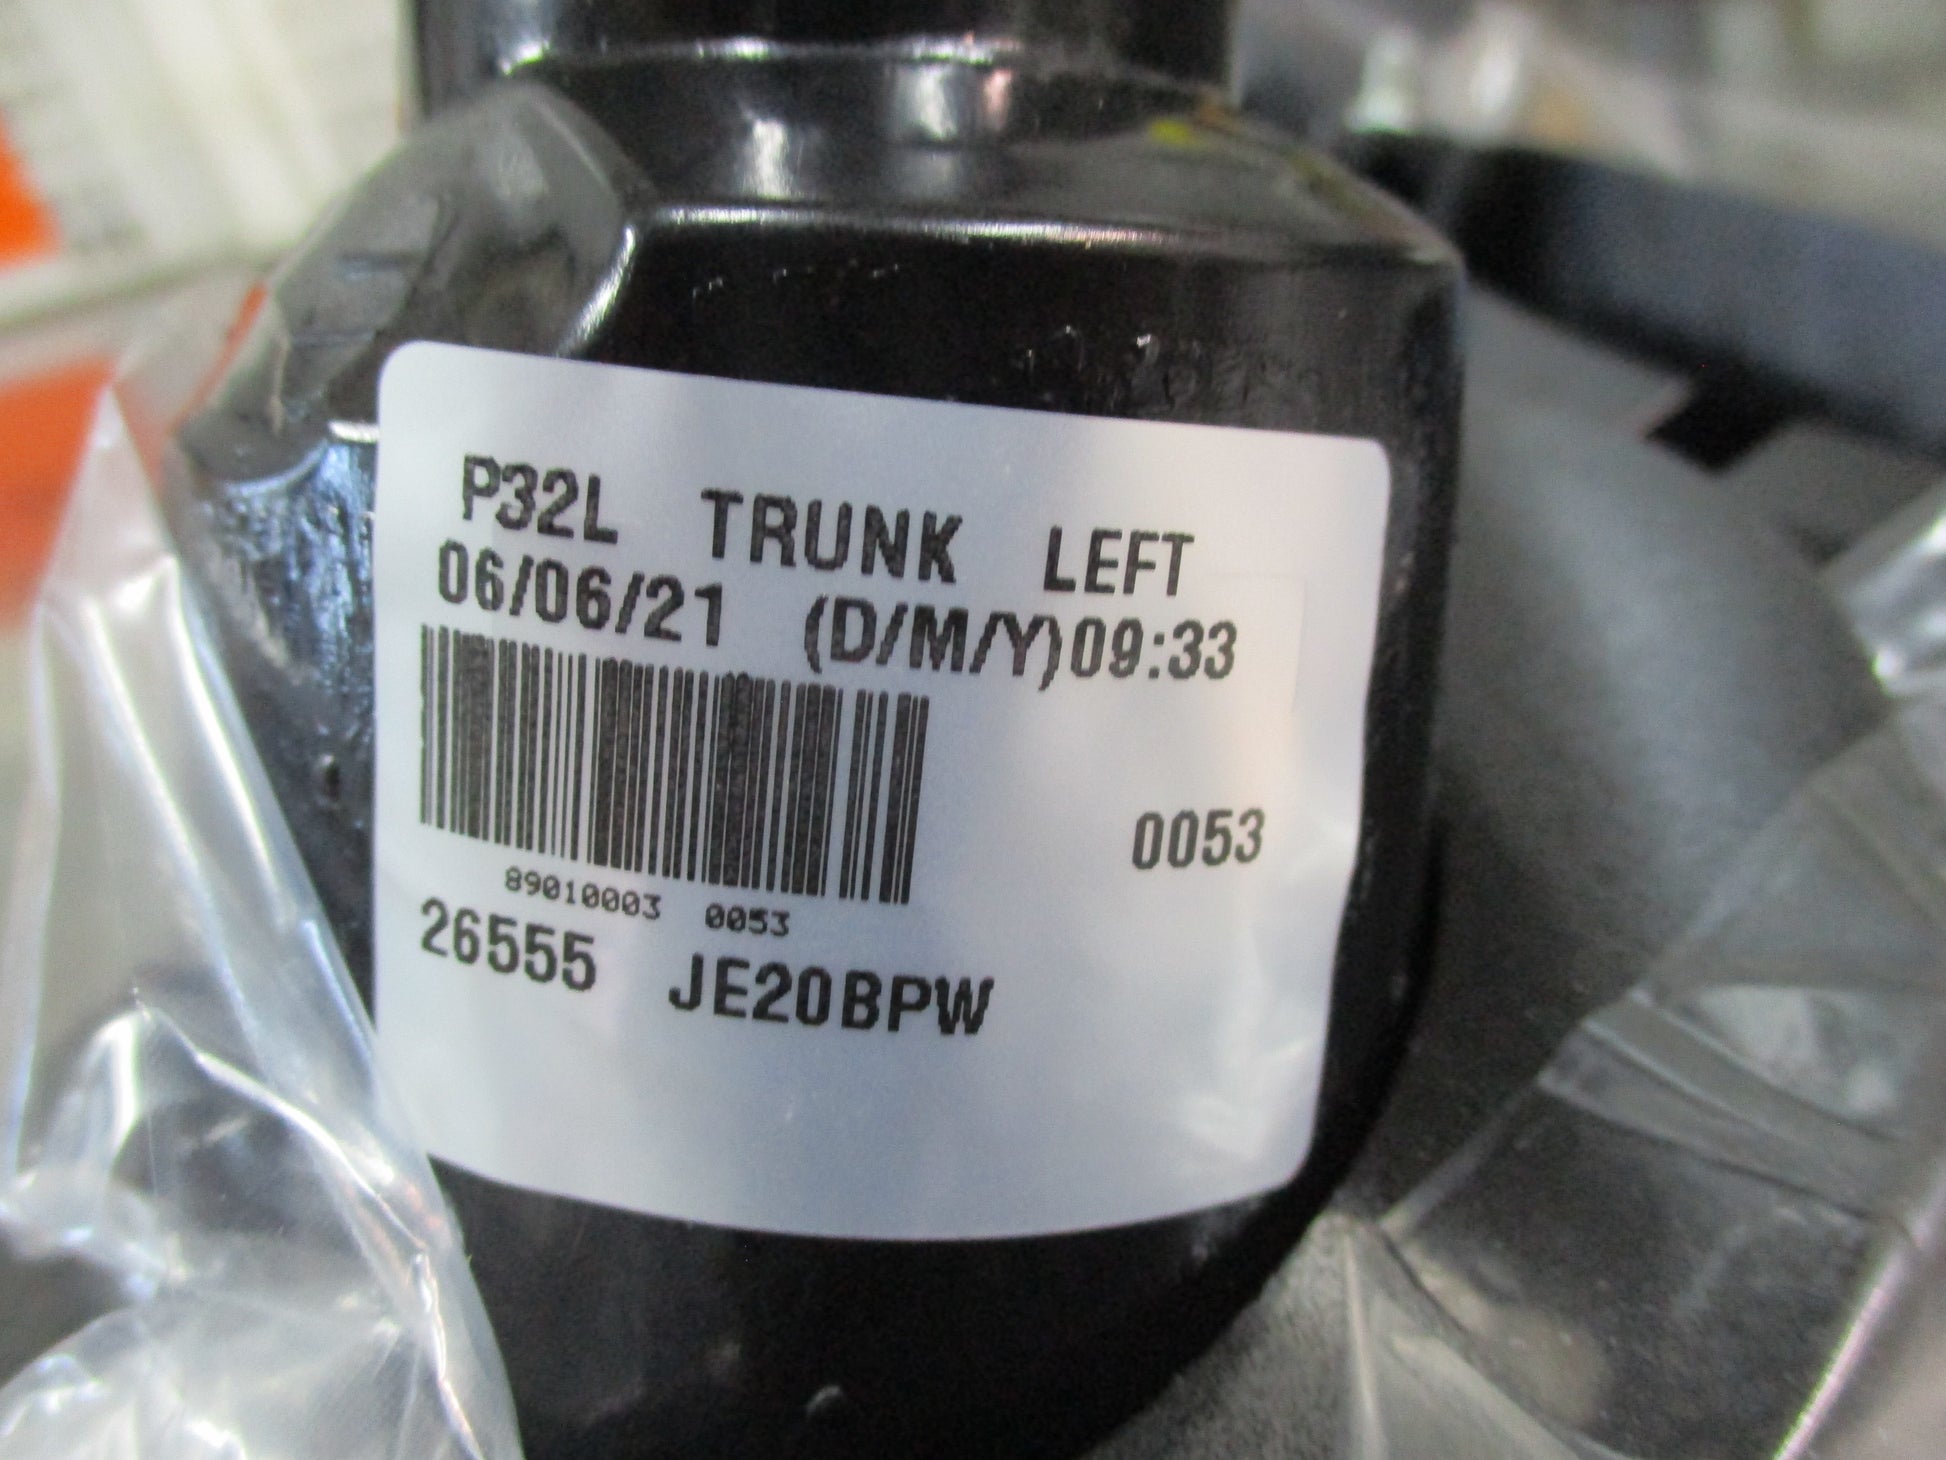 P32L TRUNK LEFT
06/06/21 (D/M/Y)09:33
0053
89010003 0053
26555 JE20BPW